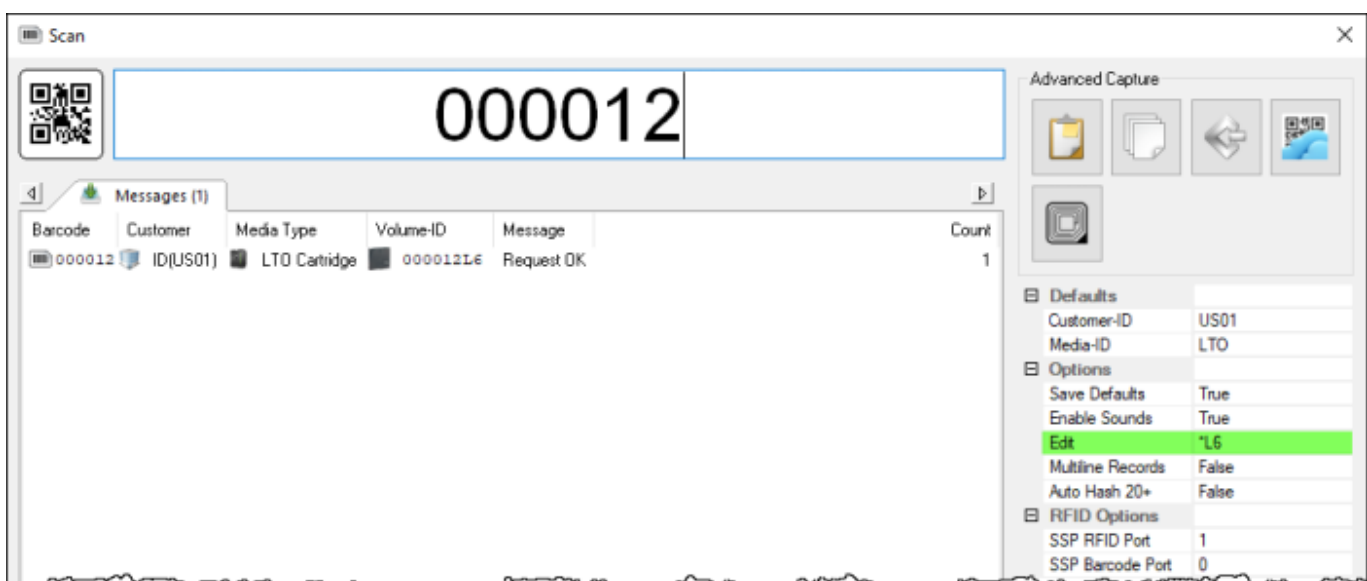 Scan
000012
Advanced Capture
Messages (1)
Barcode Customer Media Type Volume-ID Message Count
000012 ID(US01) LTO Cartridge 000012L6 Request OK 1
Defaults
Customer-ID US01
Media-ID LTO
Options
Save Defaults True
Enable Sounds True
Edit *L6
Multiline Records False
Auto Hash 20+ False
RFID Options
SSP RFID Port 1
SSP Barcode Port 0